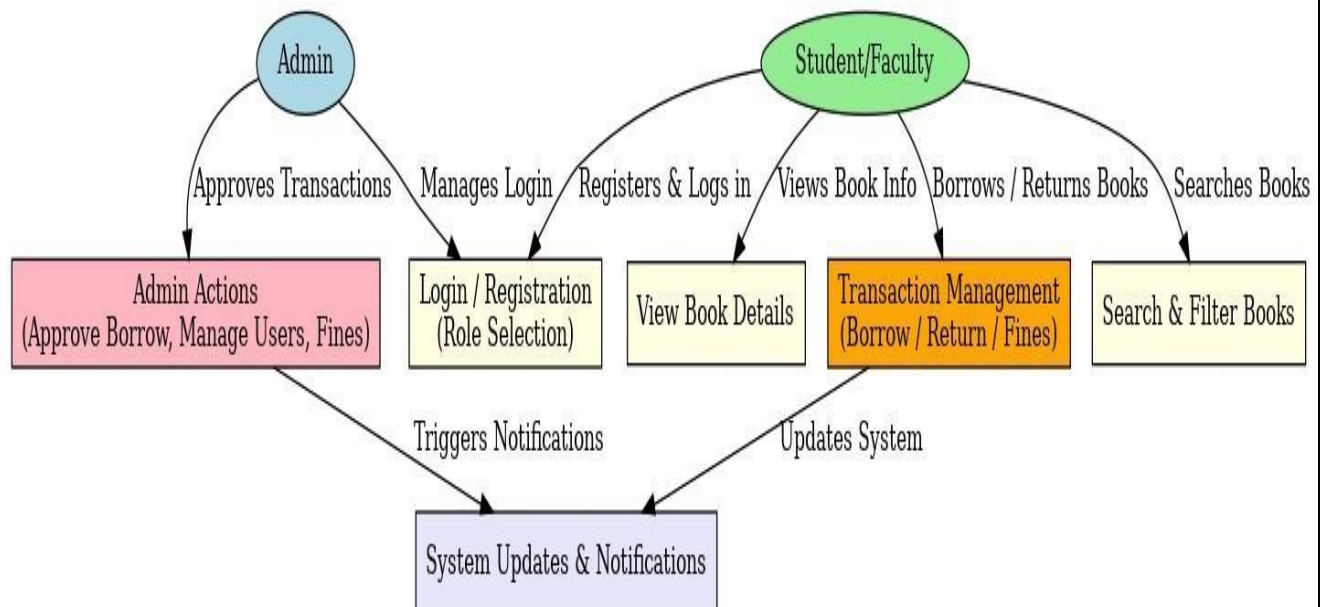 Admin
Student/Faculty
Approves Transactions
Manages Login
Registers & Logs in
Views Book Info
Borrows / Returns Books
Searches Books
Admin Actions
(Approve Borrow, Manage Users, Fines)
Login / Registration
(Role Selection)
View Book Details
Transaction Management
(Borrow / Return / Fines)
Search & Filter Books
Triggers Notifications
Updates System
System Updates & Notifications